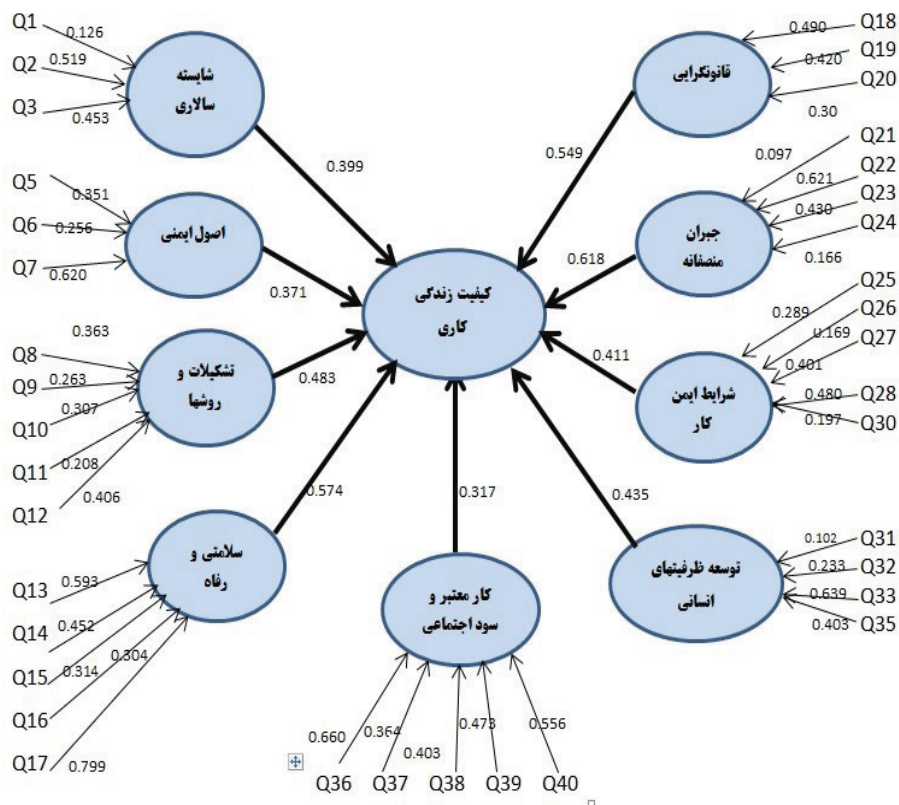 Q1
0.126
Q2
0.519
Q3
0.453
شایسته
سالاری
0.399
Q5
0.351
Q6
0.256
Q7
0.620
اصول ایمنی
0.371
0.363
Q8
Q9
0.263
Q10
0.307
Q11
0.208
Q12
0.406
تشکیلات و
روشها
0.483
Q13
0.593
Q14
0.452
Q15
0.314
0.304
Q16
Q17
0.799
سلامتی و
رفاه
0.574
کیفیت زندگی
کاری
Q18
0.490
Q19
0.420
Q20
0.30
قانونگرایی
0.549
Q21
0.097
Q22
0.621
Q23
0.430
Q24
0.166
جبران
منصفانه
0.618
Q25
0.289
Q26
0.169
Q27
0.401
Q28
0.480
Q30
0.197
شرایط ایمن
کار
0.411
Q31
0.102
Q32
0.233
Q33
0.639
Q35
0.403
توسعه ظرفیتهای
انسانی
0.435
0.317
کار معتبر و
سود اجتماعی
0.660
0.364
0.403
0.473
0.556
Q36 Q37 Q38 Q39 Q40